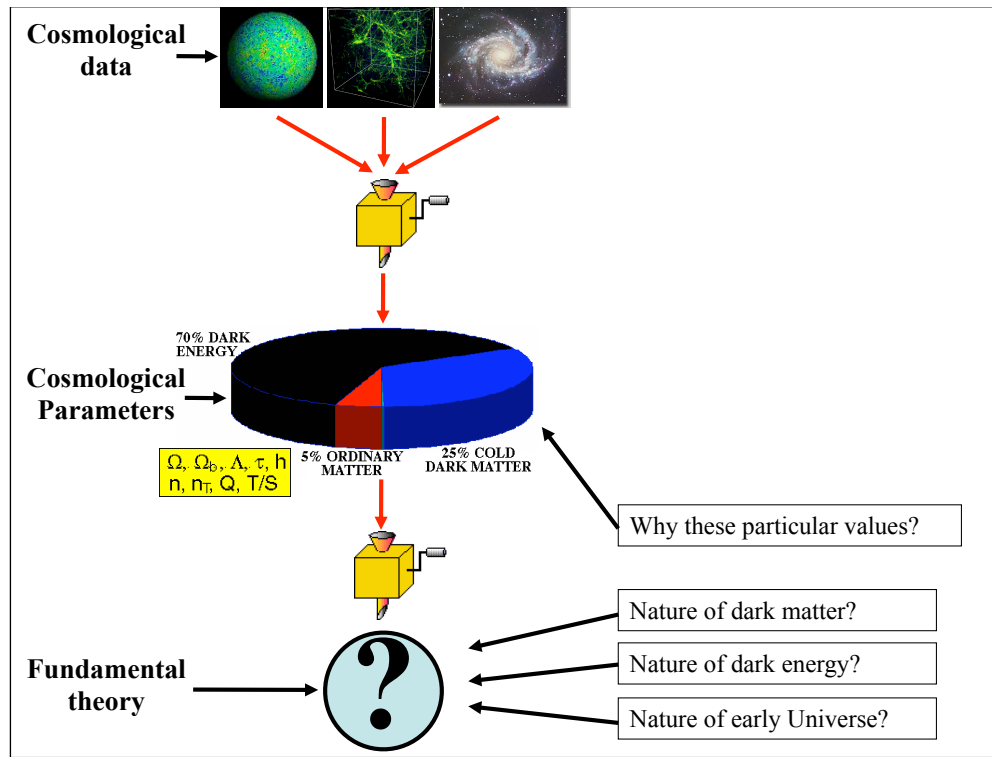 Cosmological
data
70% DARK
ENERGY
Cosmological
Parameters
5% ORDINARY
MATTER
25% COLD
DARK MATTER
Ω, Ω_b, Λ, τ, h
n, n_T, Q, T/S
Why these particular values?
Nature of dark matter?
?
Fundamental
theory
Nature of dark energy?
Nature of early Universe?